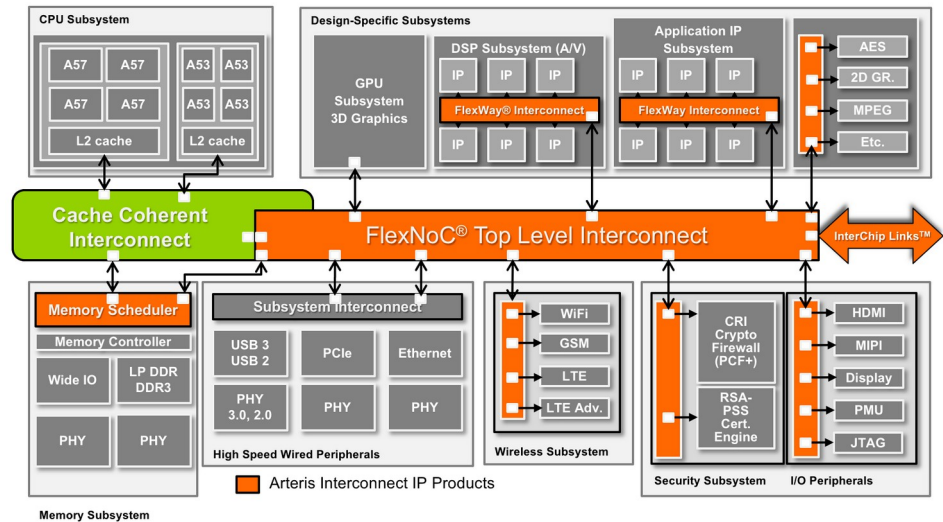 CPU Subsystem
A57
A57
A53
A53
A57
A57
A53
A53
L2 cache
L2 cache
Design-Specific Subsystems
GPU
Subsystem
3D Graphics
DSP Subsystem (A/V)
IP
IP
IP
FlexWay® Interconnect
IP
IP
IP
Application IP
Subsystem
IP
IP
IP
FlexWay Interconnect
IP
IP
IP
AES
2D GR.
MPEG
Etc.
Cache Coherent
Interconnect
FlexNoC® Top Level Interconnect
InterChip Links™
Memory Scheduler
Memory Controller
Wide IO
LP DDR
DDR3
PHY
PHY
Memory Subsystem
Subsystem Interconnect
USB 3
USB 2
PCIe
Ethernet
PHY
3.0, 2.0
PHY
PHY
High Speed Wired Peripherals
WiFi
GSM
LTE
LTE Adv.
Wireless Subsystem
CRI
Crypto
Firewall
(PCF+)
RSA-
PSS
Cert.
Engine
Security Subsystem
HDMI
MIPI
Display
PMU
JTAG
I/O Peripherals
Arteris Interconnect IP Products